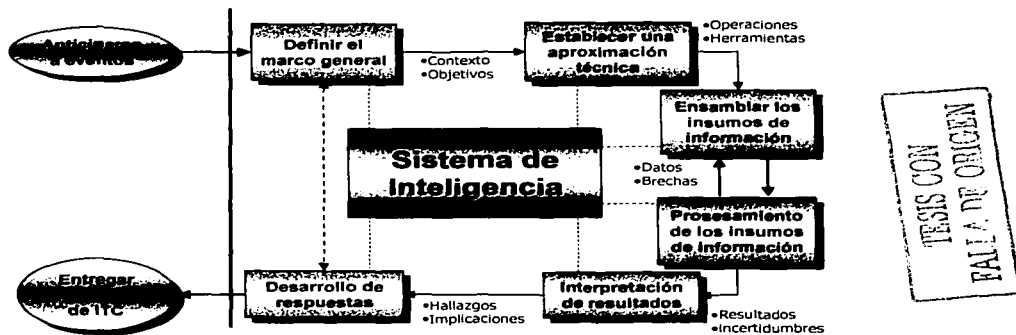 Anticiparse
a eventos
Definir el
marco general
•Contexto
•Objetivos
Establecer una
aproximación
técnica
•Operaciones
•Herramientas
Ensamblar los
insumos de
información
•Datos
•Brechas
Sistema de
inteligencia
Prosesamiento
de los insumos
de información
•Resultados
•Incertidumbres
Interpretación
de resultados
•Hallazgos
•Implicaciones
Desarrollo de
respuestas
Entregar
de ITC
TESIS CON
FALLA DE ORIGEN